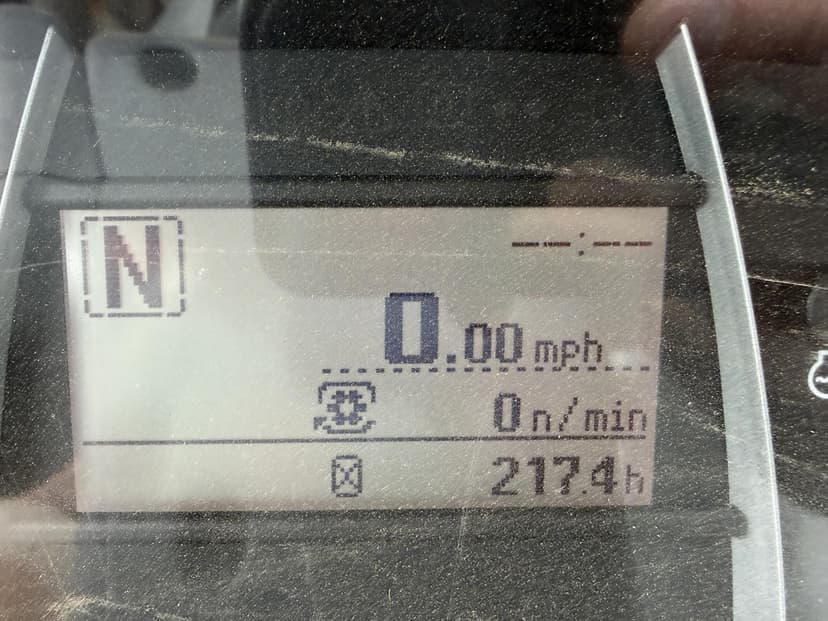 N
--:--
0.00 mph
0 n/min
217.4 h